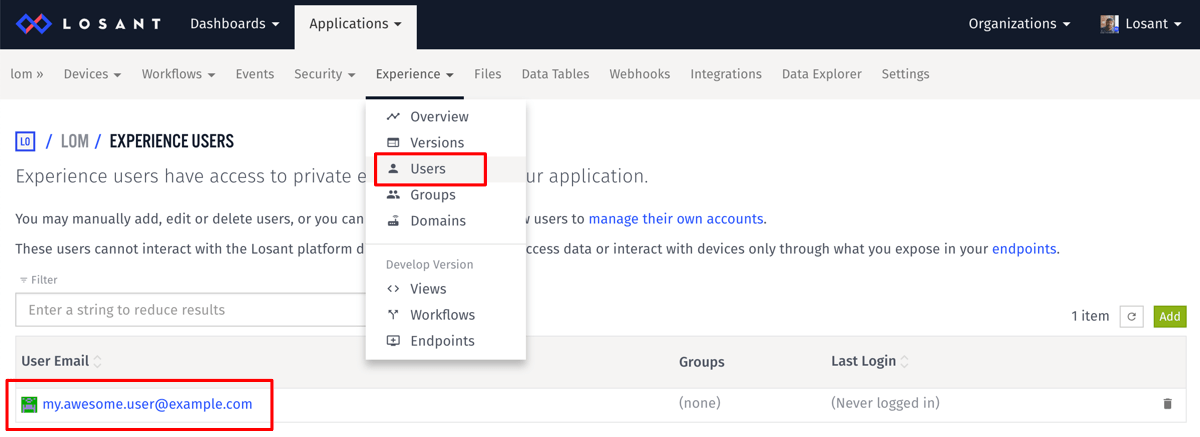 LOSANT Dashboards Applications Organizations Losant
lom » Devices Workflows Events Security Experience Files Data Tables Webhooks Integrations Data Explorer Settings
Overview
Versions
Users
Groups
Domains
Develop Version
Views
Workflows
Endpoints
LO / LOM / EXPERIENCE USERS
Experience users have access to private e ur application.
You may manually add, edit or delete users, or you can w users to manage their own accounts.
These users cannot interact with the Losant platform d ccess data or interact with devices only through what you expose in your endpoints.
Filter
Enter a string to reduce results
1 item Add
User Email Groups Last Login
my.awesome.user@example.com (none) (Never logged in)